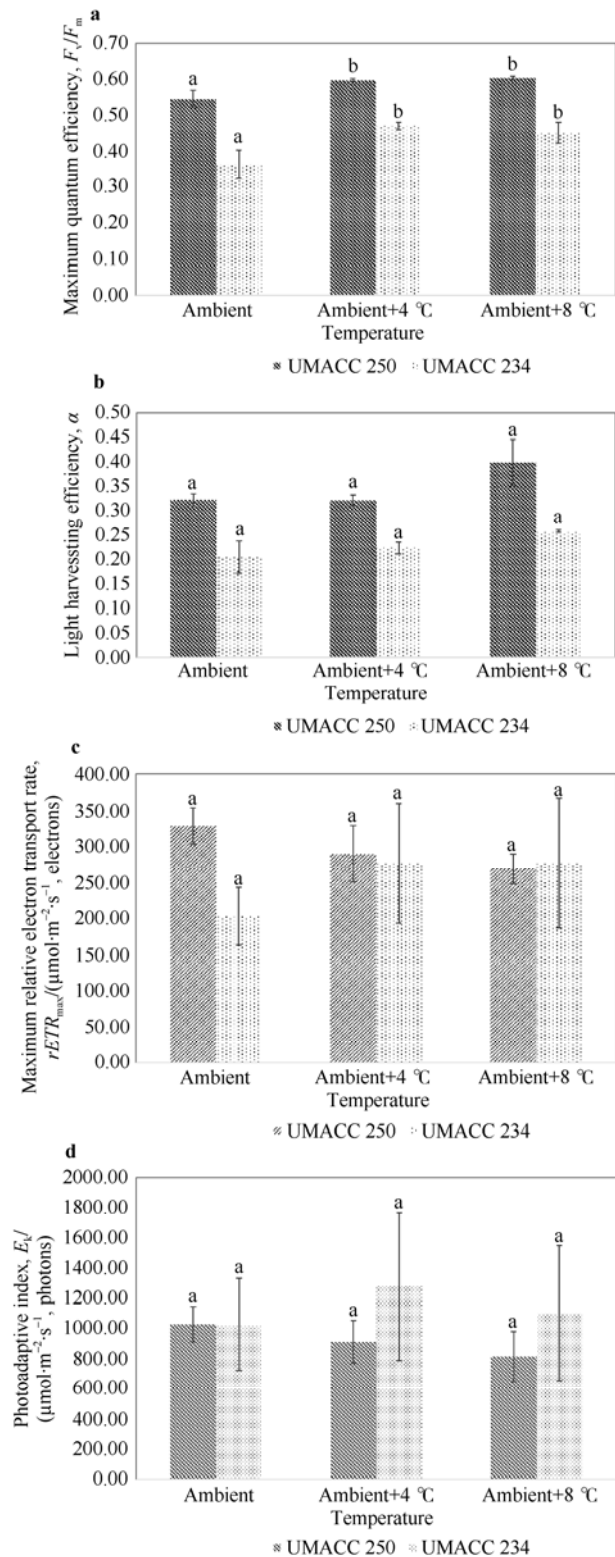 a
Maximum quantum efficiency, Fv/Fm
0.70
0.60
0.50
0.40
0.30
0.20
0.10
0.00
a
a
b
b
b
b
Ambient
Ambient+4 ℃
Ambient+8 ℃
Temperature
UMACC 250 UMACC 234
b
Light harvessting efficiency, α
0.50
0.45
0.40
0.35
0.30
0.25
0.20
0.15
0.10
0.05
0.00
a
a
a
a
a
a
Ambient
Ambient+4 ℃
Ambient+8 ℃
Temperature
UMACC 250 UMACC 234
c
Maximum relative electron transport rate,
rETRmax/(μmol·m⁻²·s⁻¹, electrons)
400.00
350.00
300.00
250.00
200.00
150.00
100.00
50.00
0.00
a
a
a
a
a
a
Ambient
Ambient+4 ℃
Ambient+8 ℃
Temperature
UMACC 250 UMACC 234
d
Photoadaptive index, Ek/
(μmol·m⁻²·s⁻¹, photons)
2000.00
1800.00
1600.00
1400.00
1200.00
1000.00
800.00
600.00
400.00
200.00
0.00
a
a
a
a
a
a
Ambient
Ambient+4 ℃
Ambient+8 ℃
Temperature
UMACC 250 UMACC 234